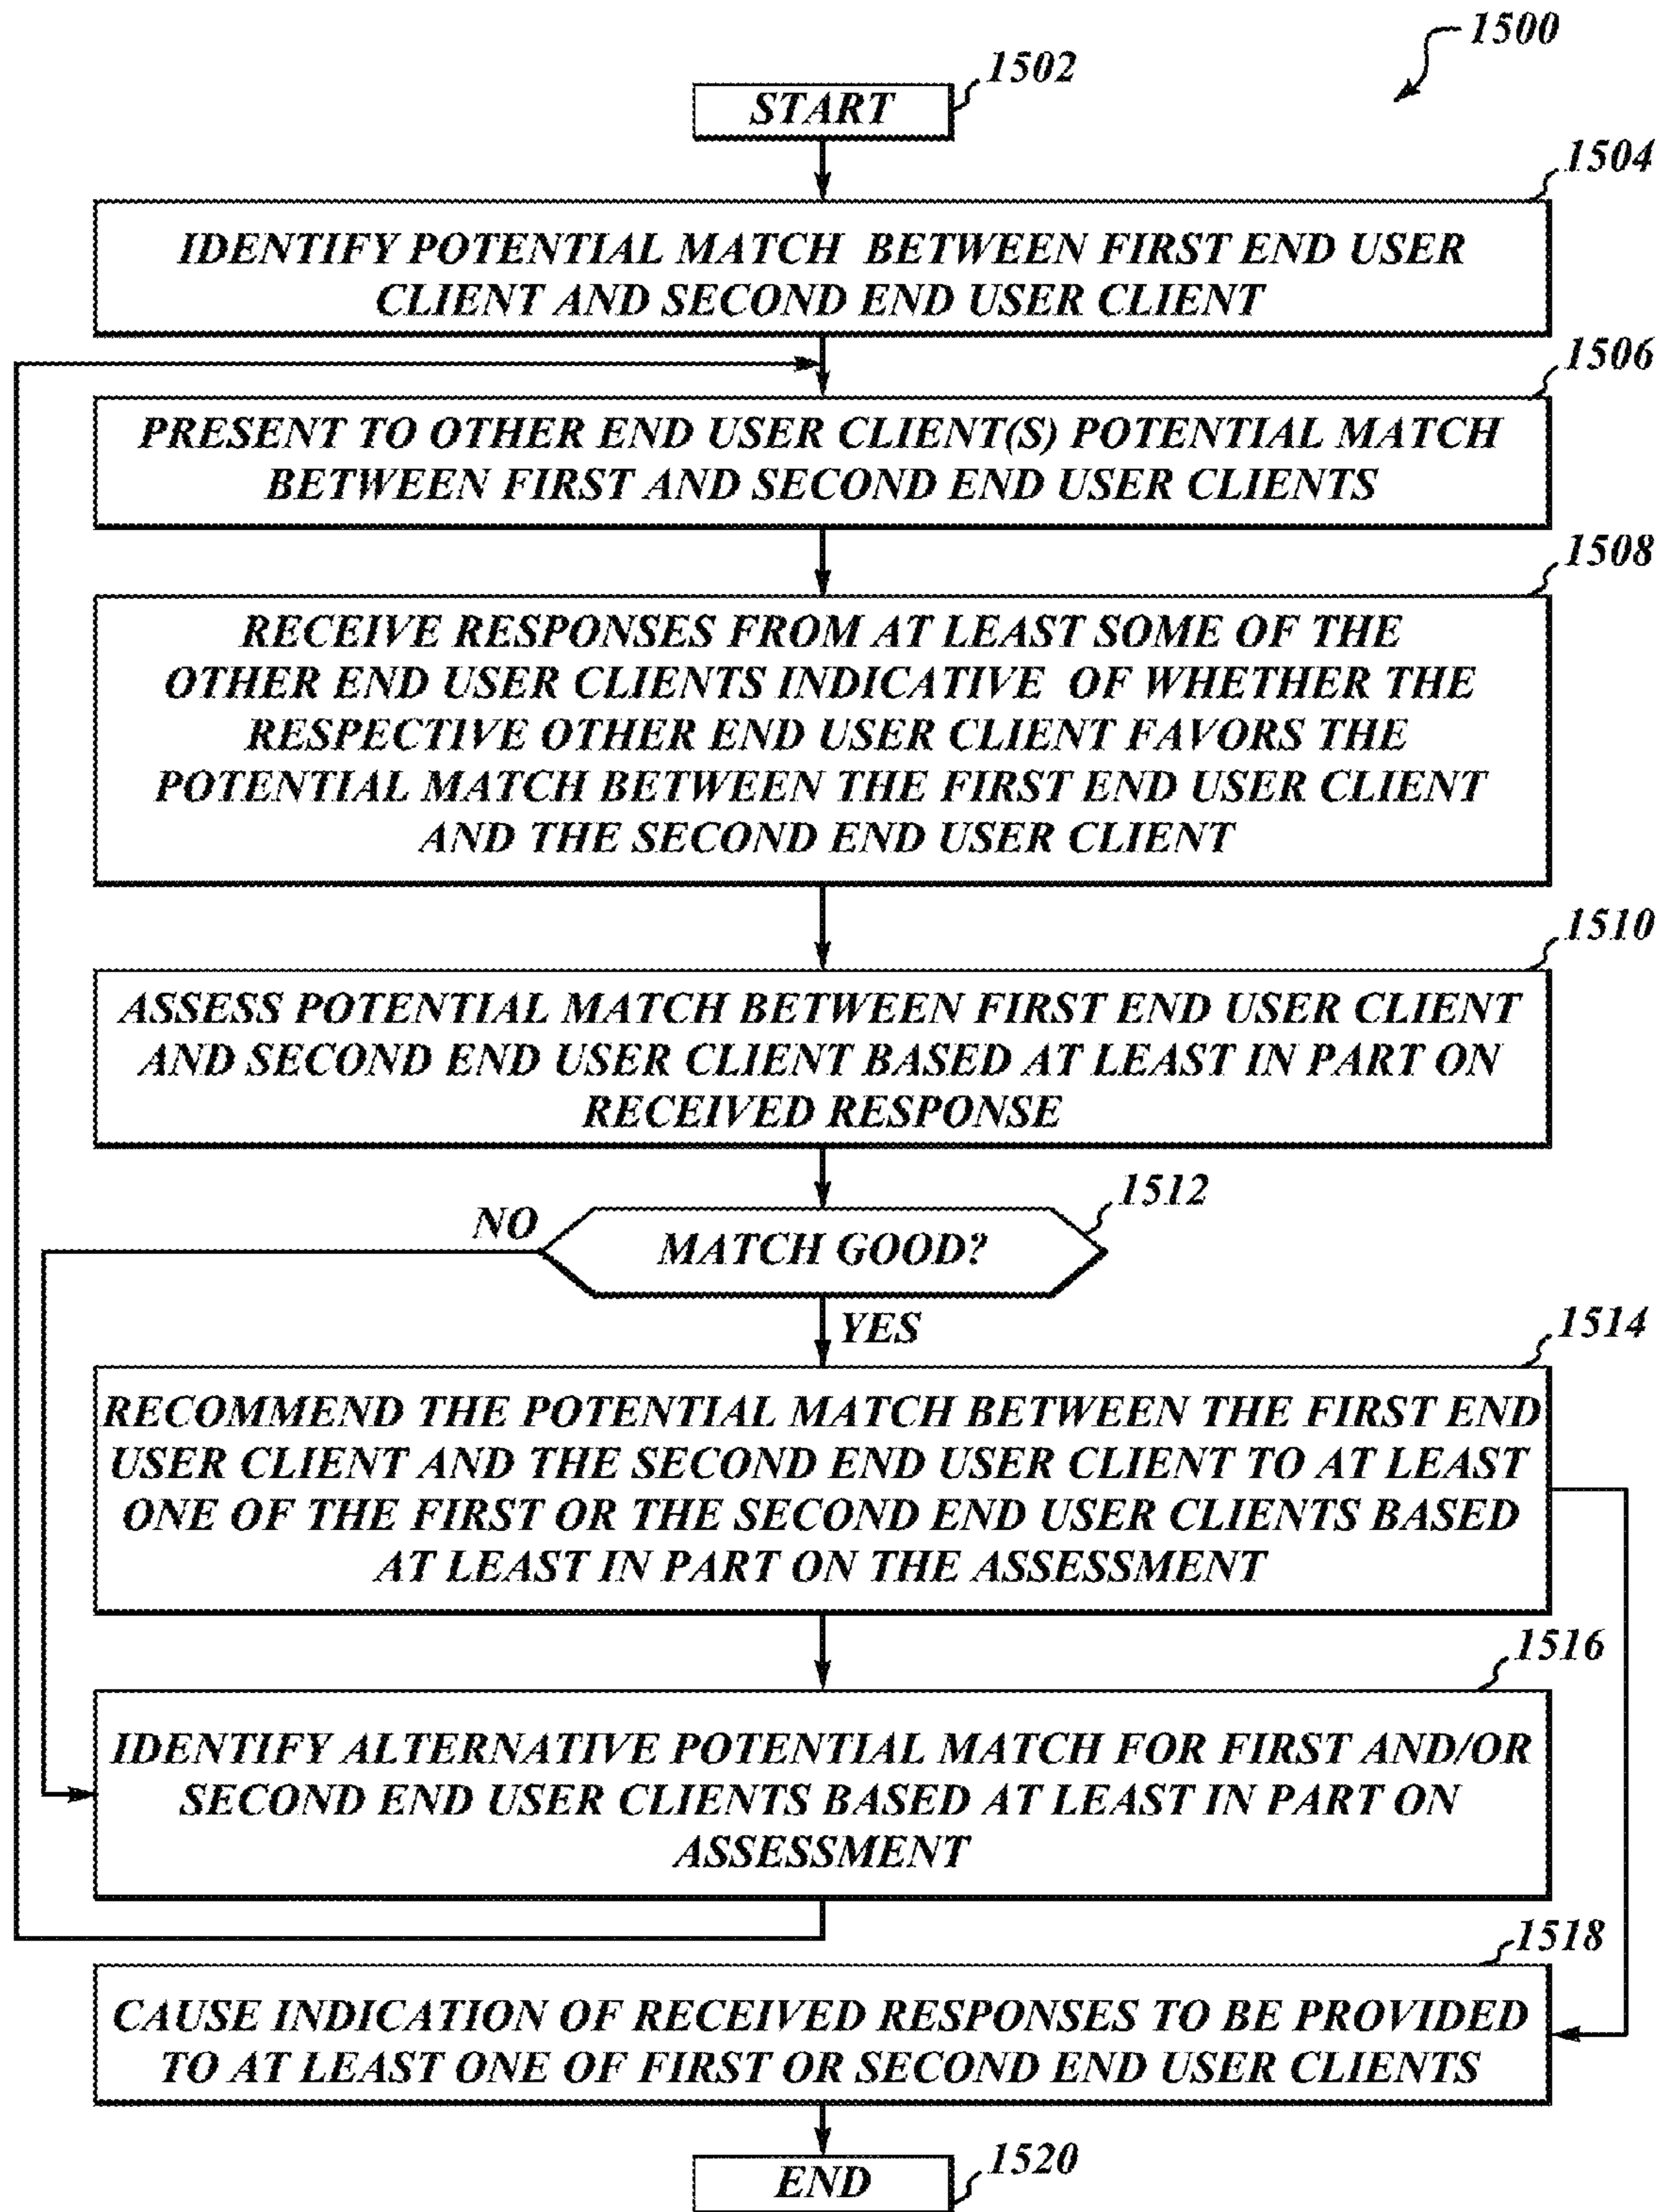 1500
1502
START
1504
IDENTIFY POTENTIAL MATCH BETWEEN FIRST END USER
CLIENT AND SECOND END USER CLIENT
1506
PRESENT TO OTHER END USER CLIENT(S) POTENTIAL MATCH
BETWEEN FIRST AND SECOND END USER CLIENTS
1508
RECEIVE RESPONSES FROM AT LEAST SOME OF THE
OTHER END USER CLIENTS INDICATIVE OF WHETHER THE
RESPECTIVE OTHER END USER CLIENT FAVORS THE
POTENTIAL MATCH BETWEEN THE FIRST END USER CLIENT
AND THE SECOND END USER CLIENT
1510
ASSESS POTENTIAL MATCH BETWEEN FIRST END USER CLIENT
AND SECOND END USER CLIENT BASED AT LEAST IN PART ON
RECEIVED RESPONSE
1512
NO
MATCH GOOD?
YES
1514
RECOMMEND THE POTENTIAL MATCH BETWEEN THE FIRST END
USER CLIENT AND THE SECOND END USER CLIENT TO AT LEAST
ONE OF THE FIRST OR THE SECOND END USER CLIENTS BASED
AT LEAST IN PART ON THE ASSESSMENT
1516
IDENTIFY ALTERNATIVE POTENTIAL MATCH FOR FIRST AND/OR
SECOND END USER CLIENTS BASED AT LEAST IN PART ON
ASSESSMENT
1518
CAUSE INDICATION OF RECEIVED RESPONSES TO BE PROVIDED
TO AT LEAST ONE OF FIRST OR SECOND END USER CLIENTS
END
1520